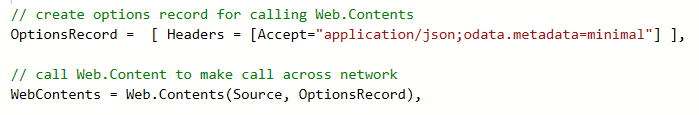 // create options record for calling Web.Contents
OptionsRecord =  [ Headers = [Accept="application/json;odata.metadata=minimal"] ],
// call Web.Content to make call across network
WebContents = Web.Contents(Source, OptionsRecord),